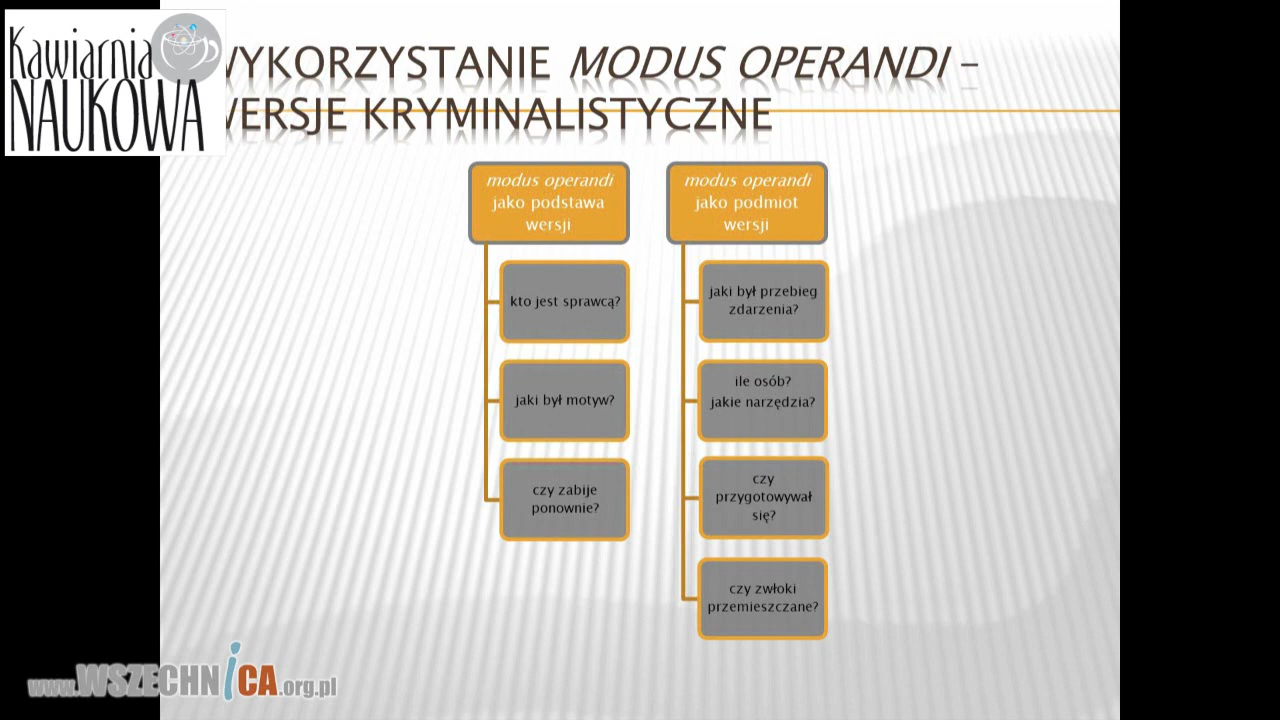 Kawiarnia
NAUKOWA
WYKORZYSTANIE MODUS OPERANDI –
WERSJE KRYMINALISTYCZNE
modus operandi
jako podstawa
wersji
kto jest sprawcą?
jaki był motyw?
czy zabije
ponownie?
modus operandi
jako podmiot
wersji
jaki był przebieg
zdarzenia?
ile osób?
jakie narzędzia?
czy
przygotowywał
się?
czy zwłoki
przemieszczane?
www.WSZECHNiCA.org.pl